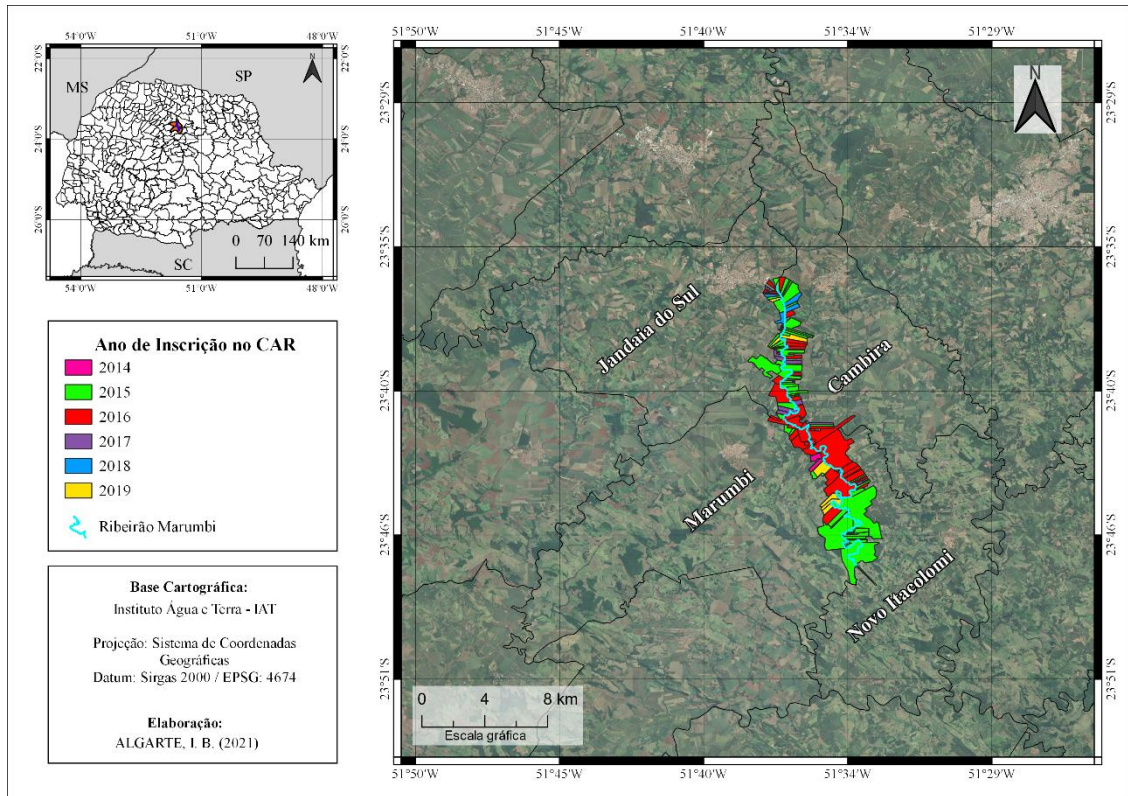 54°0'W 51°0'W 48°0'W
22°0'S
24°0'S
26°0'S
22°0'S
24°0'S
26°0'S
MS
SP
SC
N
0 70 140 km
54°0'W 51°0'W 48°0'W
Ano de Inscrição no CAR
2014
2015
2016
2017
2018
2019
Ribeirão Marumbi
Base Cartográfica:
Instituto Água e Terra - IAT
Projeção: Sistema de Coordenadas
Geográficas
Datum: Sirgas 2000 / EPSG: 4674
Elaboração:
ALGARTE, I. B. (2021)
51°50'W 51°45'W 51°40'W 51°34'W 51°29'W
23°29'S
23°35'S
23°40'S
23°46'S
23°51'S
23°29'S
23°35'S
23°40'S
23°46'S
23°51'S
N
Jandaia do Sul
Cambira
Marumbi
Novo Itacolomi
0 4 8 km
Escala gráfica
51°50'W 51°45'W 51°40'W 51°34'W 51°29'W